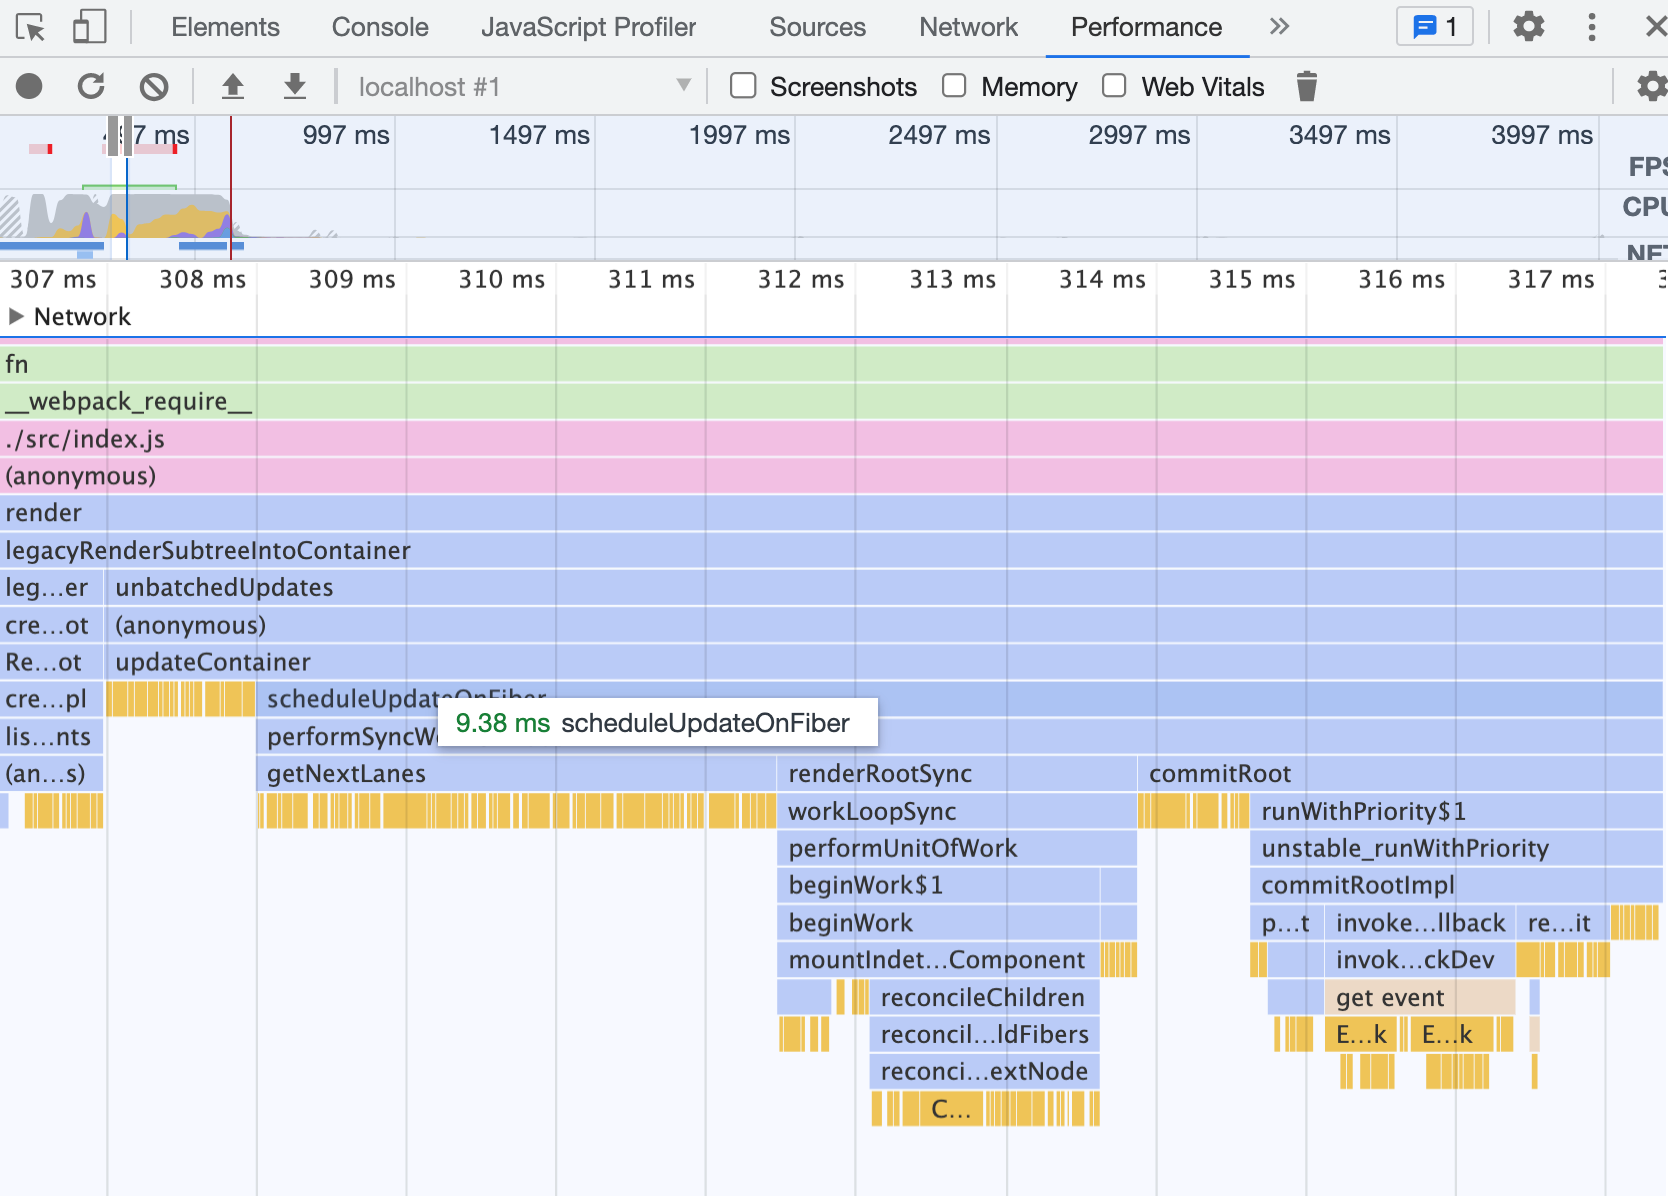 Elements Console JavaScript Profiler Sources Network Performance 1
localhost #1 Screenshots Memory Web Vitals
7 ms 997 ms 1497 ms 1997 ms 2497 ms 2997 ms 3497 ms 3997 ms
FPS
CPU
NET
307 ms 308 ms 309 ms 310 ms 311 ms 312 ms 313 ms 314 ms 315 ms 316 ms 317 ms 3
Network
fn
__webpack_require__
./src/index.js
(anonymous)
render
legacyRenderSubtreeIntoContainer
leg...er unbatchedUpdates
cre...ot (anonymous)
Re...ot updateContainer
cre...pl scheduleUpdateOnFiber
9.38 ms scheduleUpdateOnFiber
lis...nts performSyncW
(an...s) getNextLanes renderRootSync commitRoot
workLoopSync runWithPriority$1
performUnitOfWork unstable_runWithPriority
beginWork$1 commitRootImpl
beginWork p...t invoke...llback re...it
mountIndet...Component invok...ckDev
reconcileChildren get event
reconcil...ldFibers E...k E...k
reconci...extNode
C...